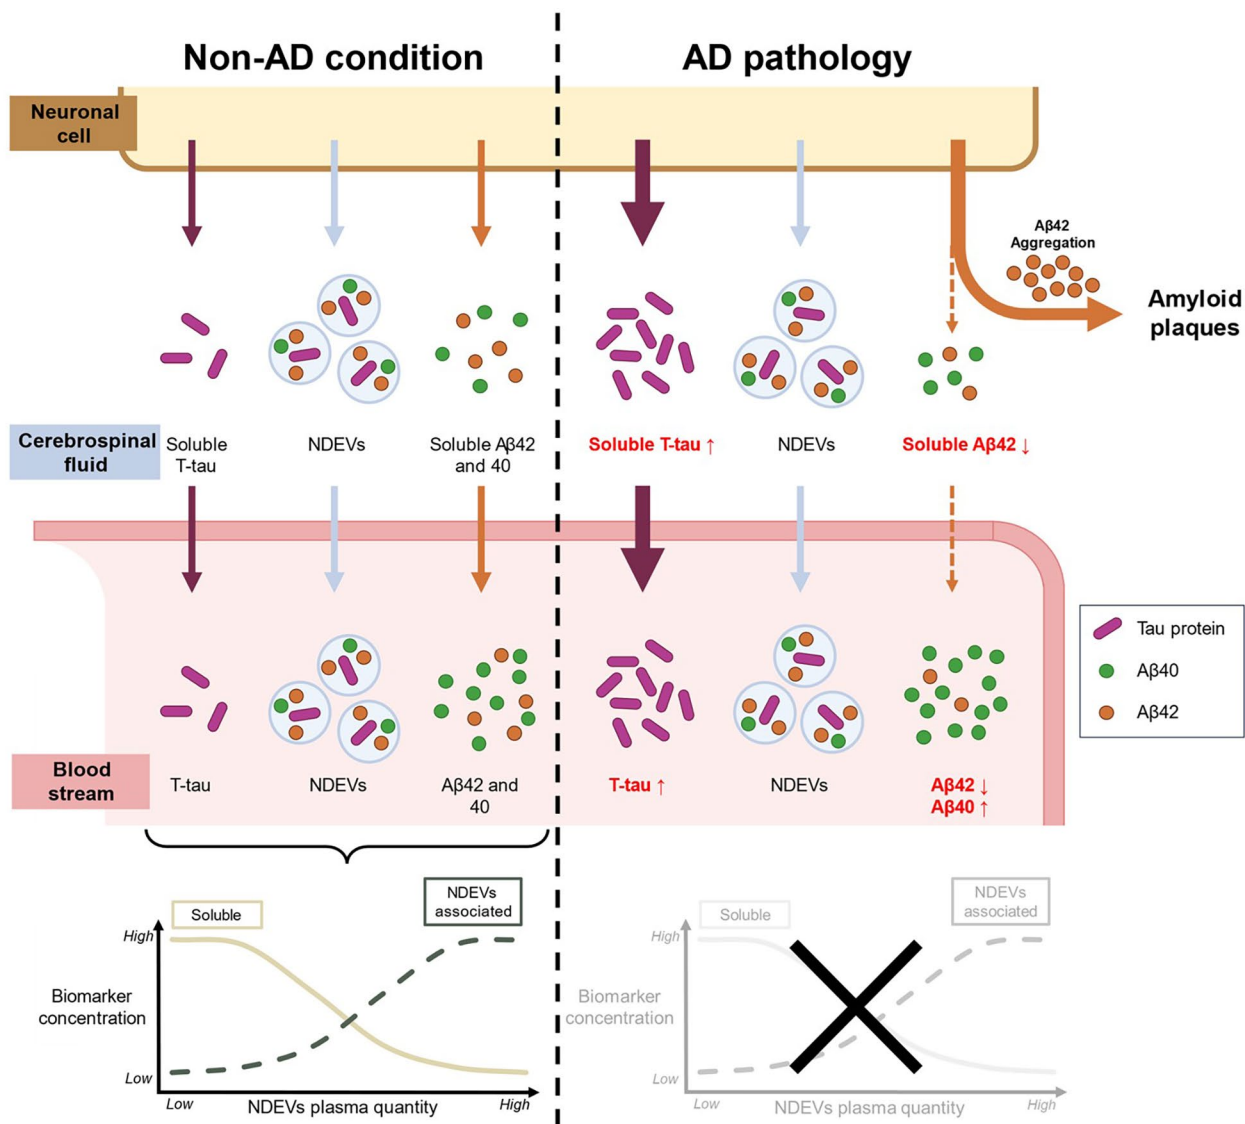 Non-AD condition
AD pathology
Neuronal
cell
Aβ42
Aggregation
Amyloid
plaques
Cerebrospinal
fluid
Soluble
T-tau
NDEVs
Soluble Aβ42
and 40
Soluble T-tau ↑
NDEVs
Soluble Aβ42 ↓
Tau protein
Aβ40
Aβ42
Blood
stream
T-tau
NDEVs
Aβ42 and
40
T-tau ↑
NDEVs
Aβ42 ↓
Aβ40 ↑
Soluble
NDEVs
associated
High
Biomarker
concentration
Low
Low
NDEVs plasma quantity
High
Soluble
NDEVs
associated
High
Biomarker
concentration
Low
Low
NDEVs plasma quantity
High